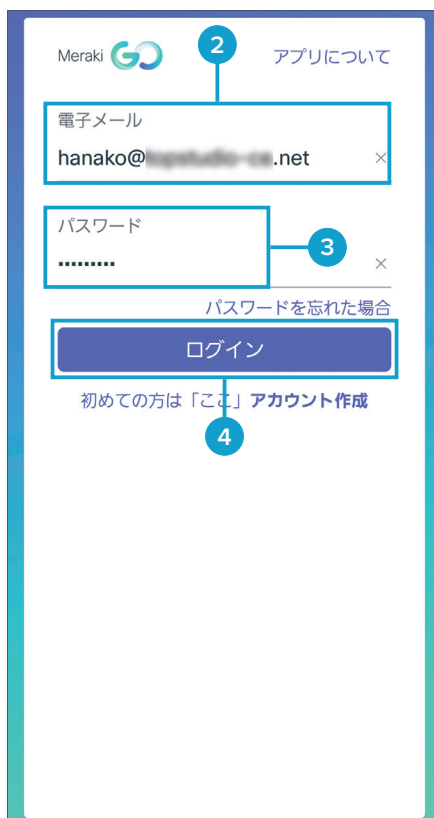 Meraki GO
2
アプリについて
電子メール
hanako@ .net ×
パスワード
••••••••• ×
3
パスワードを忘れた場合
ログイン
初めての方は「ここ」 アカウント作成
4